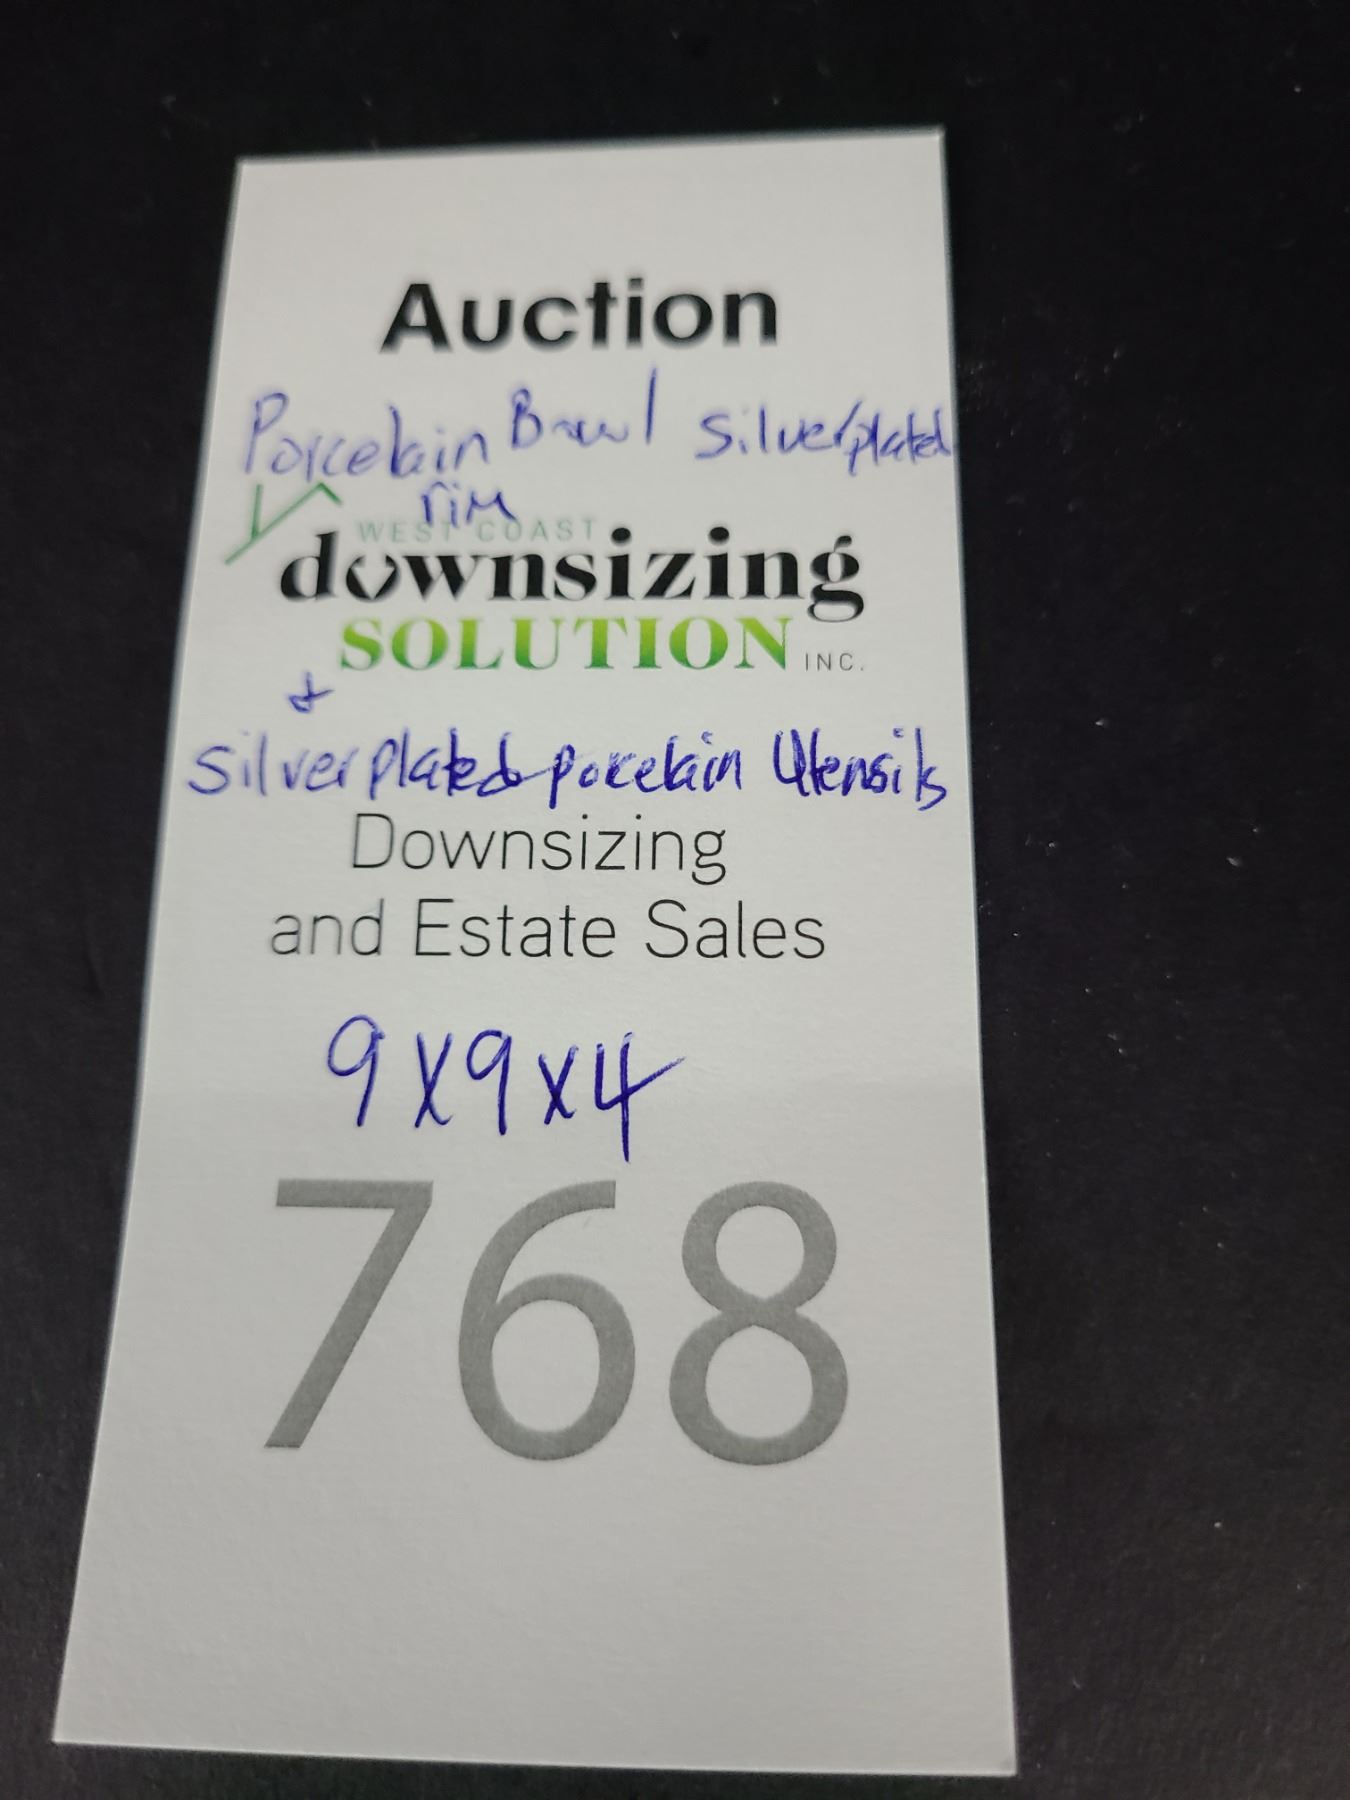 Auction
Porcelain Bowl Silverplated
rim
WEST COAST
downsizing
SOLUTION INC.
&
Silverplated porcelain Utensils
Downsizing
and Estate Sales
9x9x4
768